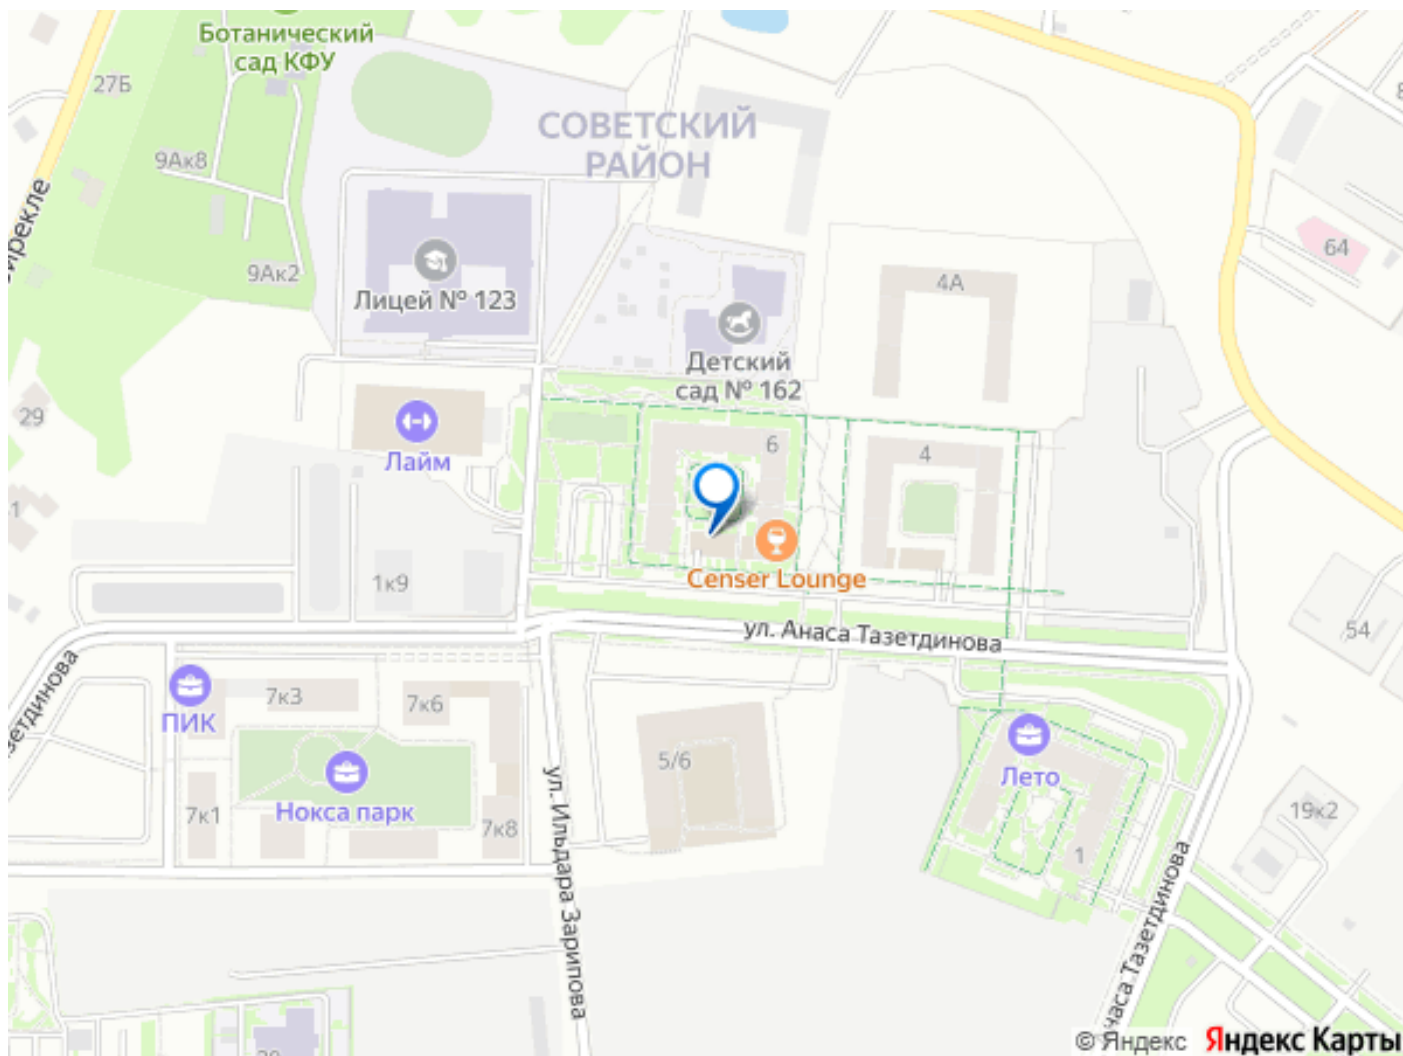 Ботанический
сад КФУ
27Б
9Ак8
СОВЕТСКИЙ
РАЙОН
9Ак2
64
Лицей № 123
4А
Детский
сад № 162
29
Лайм
6
4
1к9
Censer Lounge
ул. Анаса Тазетдинова
54
7к3
7к6
ПИК
5/6
Лето
Нокса парк
7к1
7к8
19к2
1
ул. Ильдара Зарипова
© Яндекс Яндекс Карты